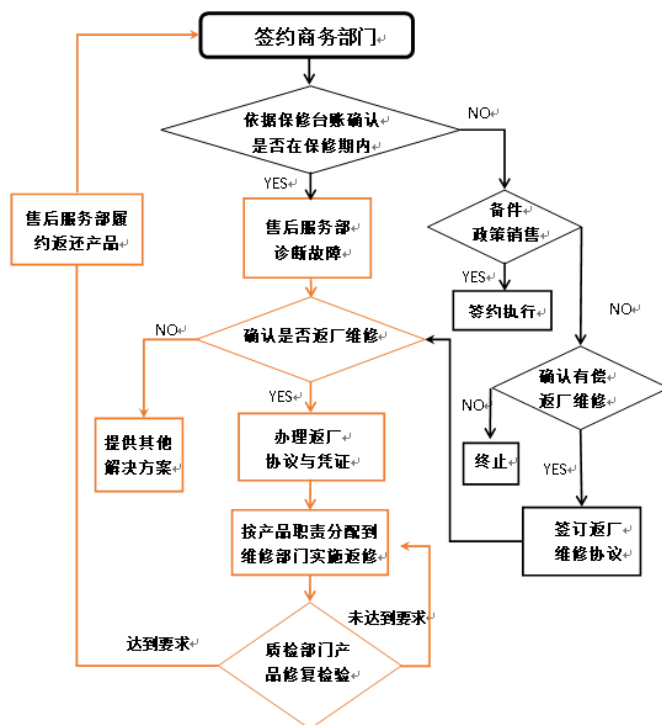 签约商务部门
依据保修台账确认
是否在保修期内
NO
YES
售后服务部履
约返还产品
售后服务部
诊断故障
备件
政策销售
YES
签约执行
NO
NO
确认是否返厂维修
确认有偿
返厂维修
YES
NO
提供其他
解决方案
办理返厂
协议与凭证
终止
YES
按产品职责分配到
维修部门实施返修
签订返厂
维修协议
达到要求
未达到要求
质检部门产
品修复检验